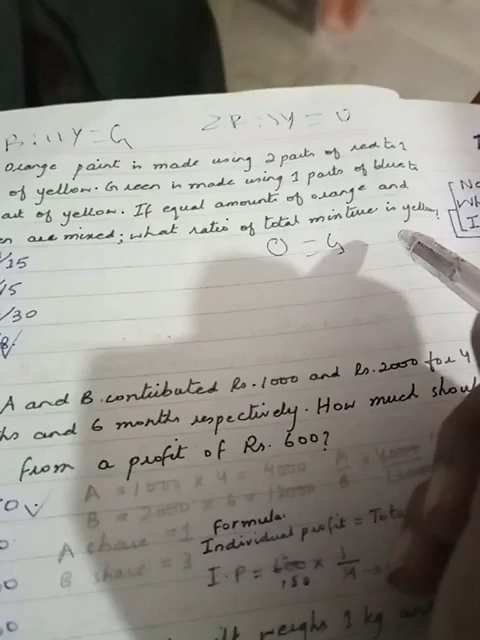 B : 1 Y = G 2R : Y = O
Orange paint is made using 2 parts of red to
of yellow. Green is made using 1 parts of blue to
of yellow. If equal amounts of orange and
are mixed; what ratio of total mixture is yellow?
O = G
/15
/15
/30
A and B contributed Rs. 1000 and Rs. 2000 for 4
and 6 months respectively. How much
from a profit of Rs. 600?
A = 1000 x 4 = 4000 A/B = 4000
B = 2000 x 6 = 12000
A share = 1 Formula
B share = 3 Individual profit = Tota
I.P = 600 x 1/4
150
weighs 1 kg and